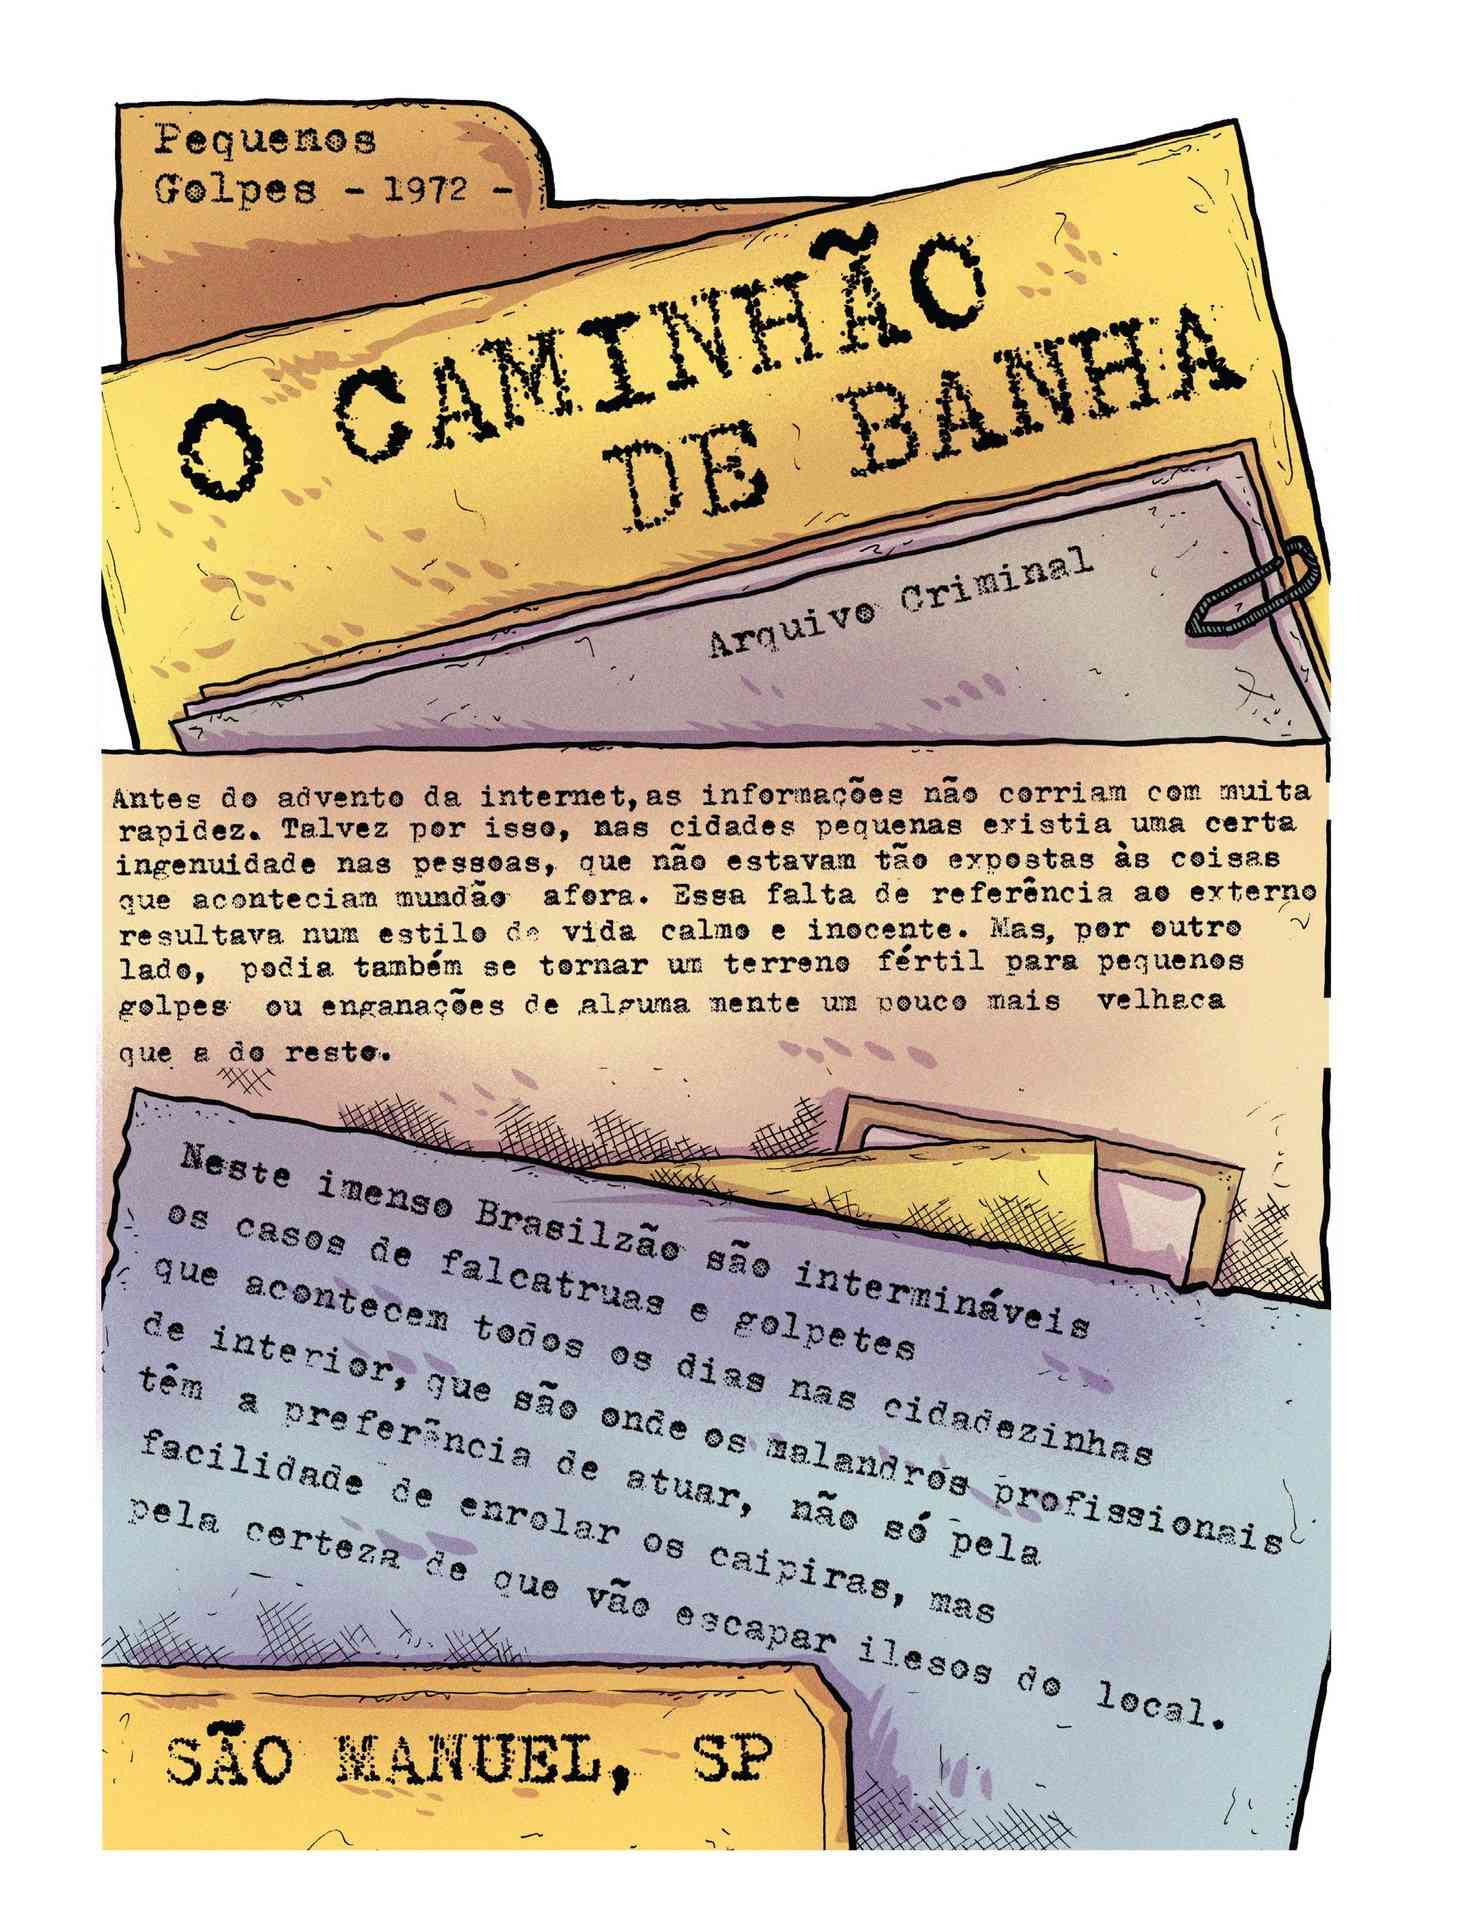 Pequenos
Golpes - 1972 -
O CAMINHÃO
DE BANHA
Arquivo Criminal
Antes do advento da internet, as informações não corriam com muita
rapidez. Talvez por isso, nas cidades pequenas existia uma certa
ingenuidade nas pessoas, que não estavam tão expostas às coisas
que aconteciam mundão afora. Essa falta de referência ao externo
resultava num estilo de vida calmo e inocente. Mas, por outro
lado, podia também se tornar um terreno fértil para pequenos
golpes ou enganações de alguma mente um pouco mais velhaca
que a do resto.
Neste imenso Brasilzão são intermináveis
os casos de falcatruas e golpetes
que acontecem todos os dias nas cidadezinhas
de interior, que são onde os malandros profissionais
têm a preferência de atuar, não só pela
facilidade de enrolar os caipiras, mas
pela certeza de que vão escapar ilesos do local.
SÃO MANUEL, SP